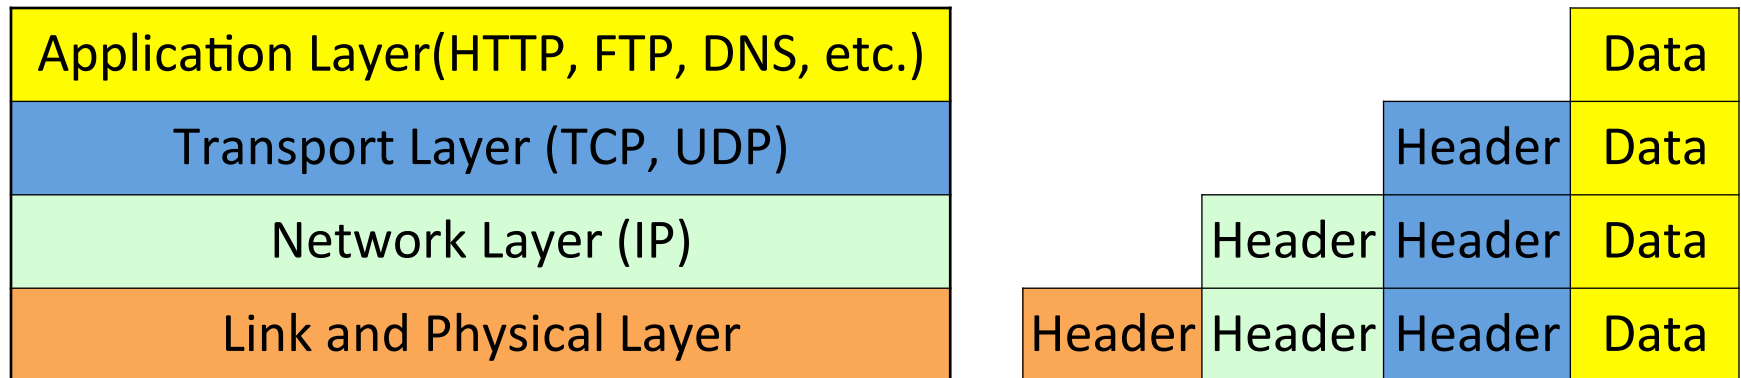 Application Layer(HTTP, FTP, DNS, etc.) Data
Transport Layer (TCP, UDP) Header Data
Network Layer (IP) Header Header Data
Link and Physical Layer Header Header Header Data